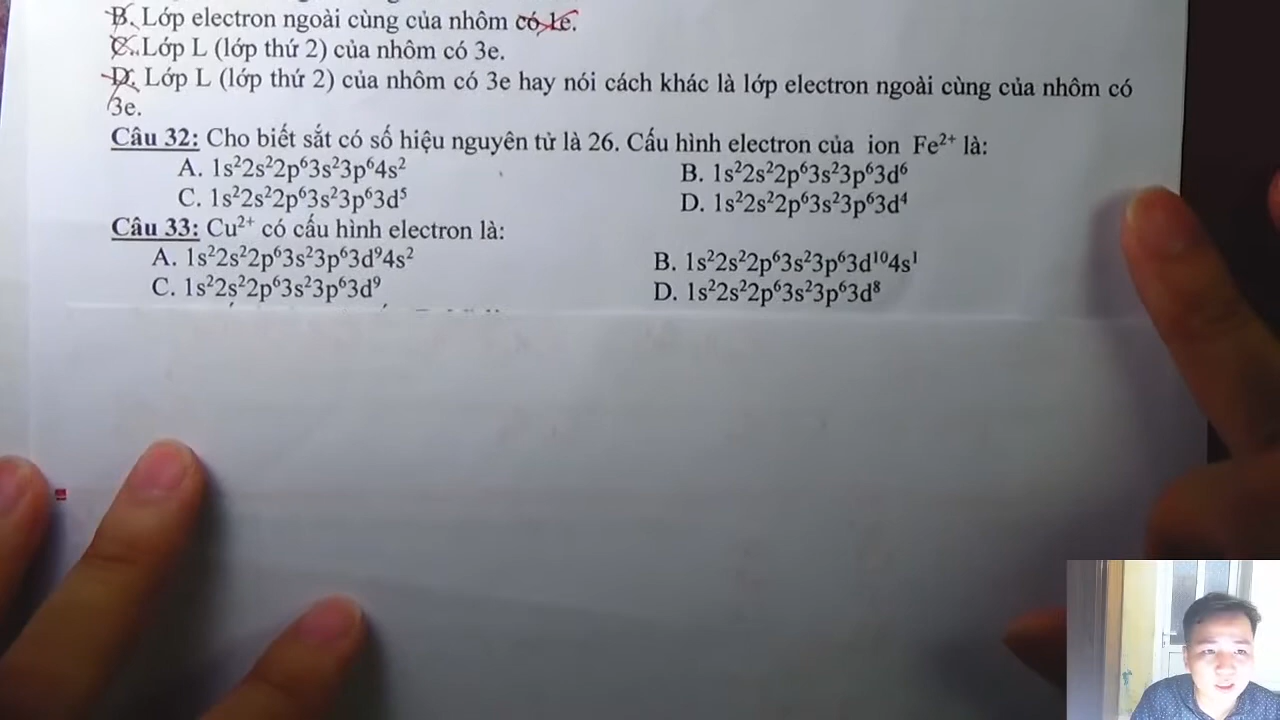 B. Lớp electron ngoài cùng của nhôm có 1e.
C. Lớp L (lớp thứ 2) của nhôm có 3e.
D. Lớp L (lớp thứ 2) của nhôm có 3e hay nói cách khác là lớp electron ngoài cùng của nhôm có
3e.
Câu 32: Cho biết sắt có số hiệu nguyên tử là 26. Cấu hình electron của ion Fe²⁺ là:
A. 1s²2s²2p⁶3s²3p⁶4s² B. 1s²2s²2p⁶3s²3p⁶3d⁶
C. 1s²2s²2p⁶3s²3p⁶3d⁵ D. 1s²2s²2p⁶3s²3p⁶3d⁴
Câu 33: Cu²⁺ có cấu hình electron là:
A. 1s²2s²2p⁶3s²3p⁶3d⁹4s² B. 1s²2s²2p⁶3s²3p⁶3d¹⁰4s¹
C. 1s²2s²2p⁶3s²3p⁶3d⁹ D. 1s²2s²2p⁶3s²3p⁶3d⁸